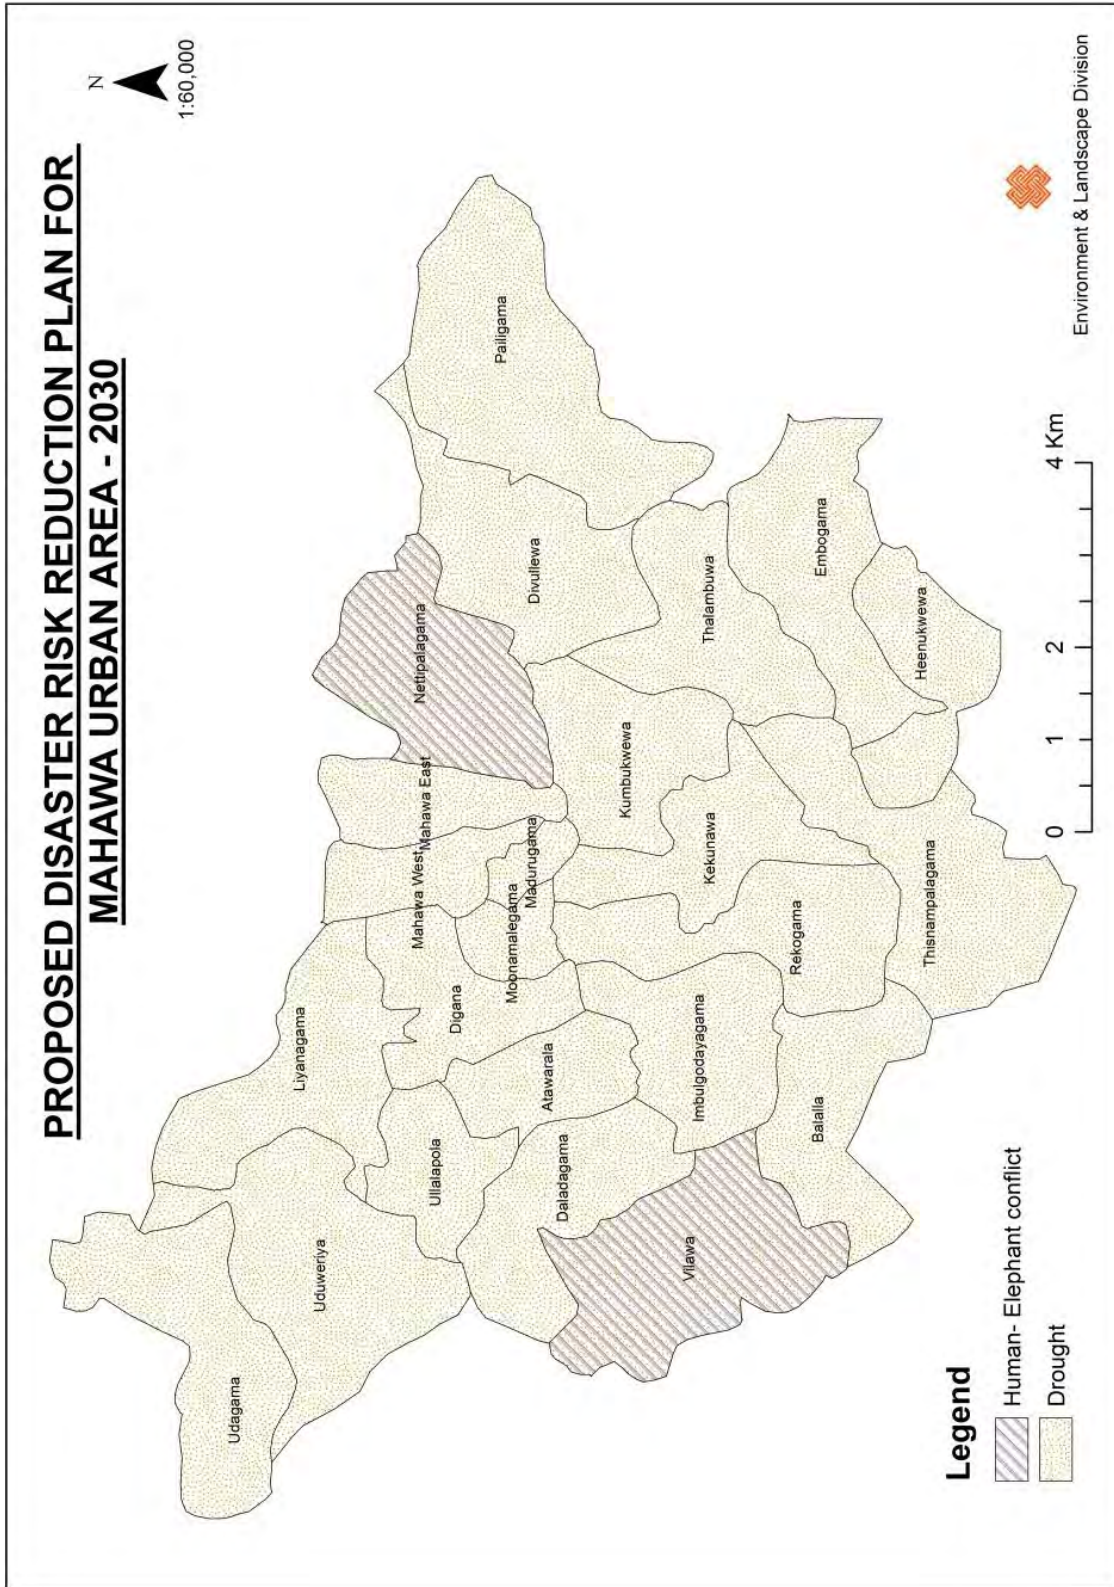 PROPOSED DISASTER RISK REDUCTION PLAN FOR
MAHAWA URBAN AREA - 2030
N
1:60,000
Udagama
Uduweriya
Liyanagama
Ullalapola
Digana
Mahawa West
Mahawa East
Nettipalagama
Pailigama
Daladagama
Atawarala
Moonamalegama
Madurugama
Divullewa
Vilawa
Imbulgodayagama
Kekunawa
Kumbukwewa
Thalambuwa
Balalla
Rekogama
Embogama
Thisnampalagama
Heenukwewa
Legend
Human- Elephant conflict
Drought
0 1 2 4 Km
Environment & Landscape Division